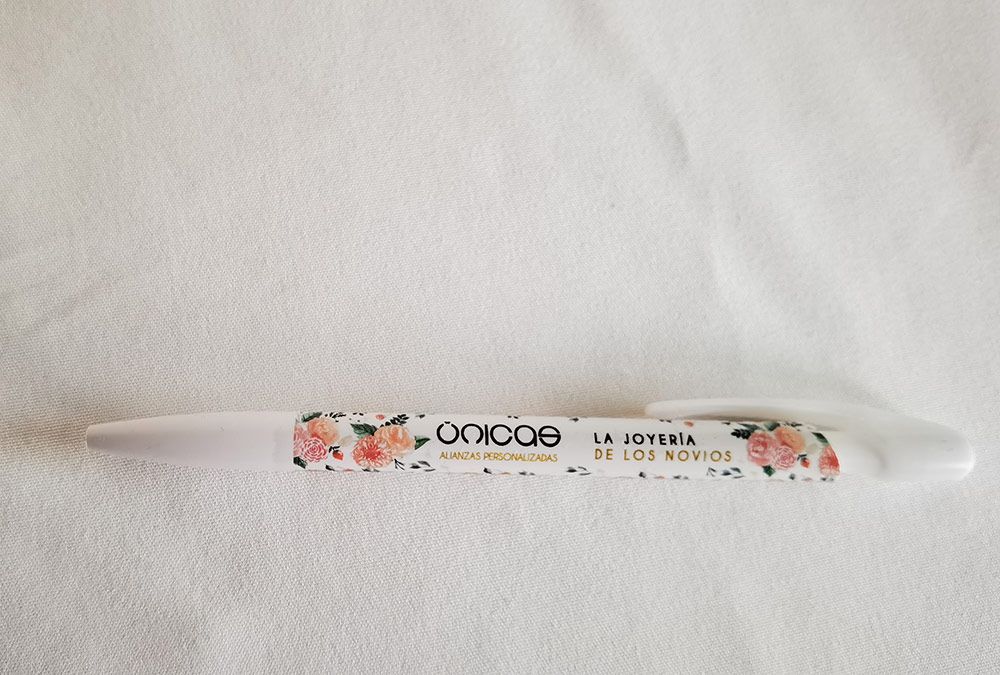 ÜNICAS
ALIANZAS PERSONALIZADAS
LA JOYERÍA
DE LOS NOVIOS